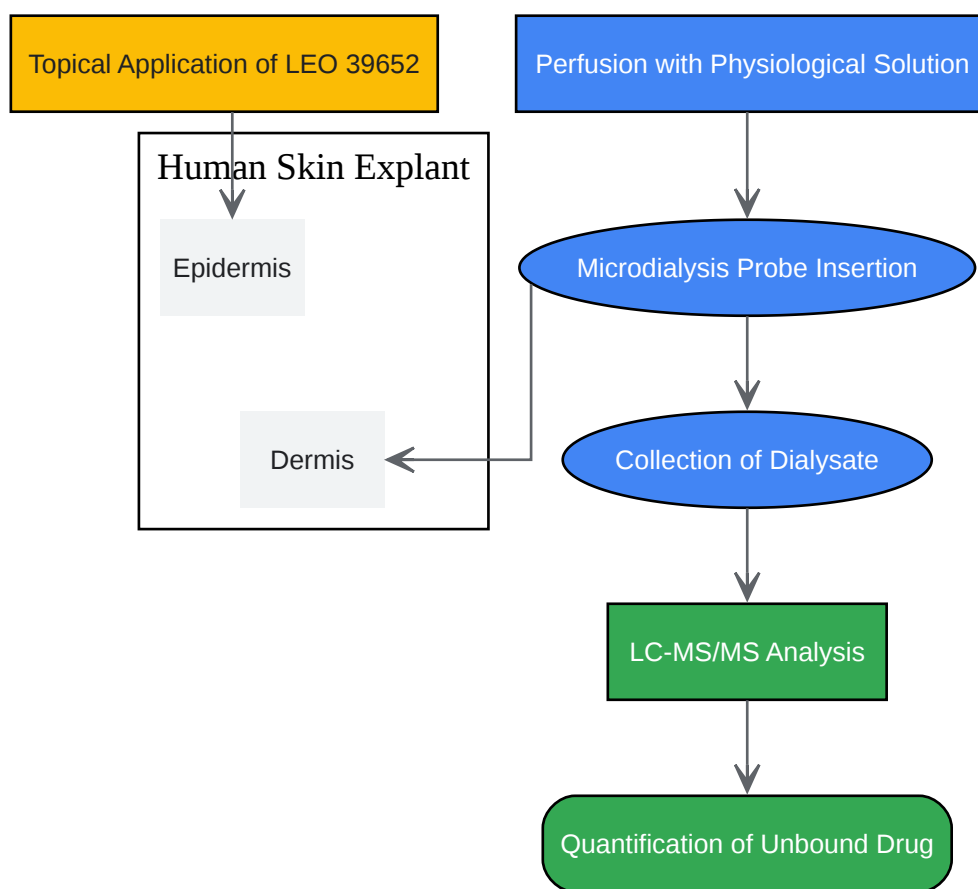 Topical Application of LEO 39652
Perfusion with Physiological Solution
Human Skin Explant
Epidermis
Microdialysis Probe Insertion
Dermis
Collection of Dialysate
LC-MS/MS Analysis
Quantification of Unbound Drug